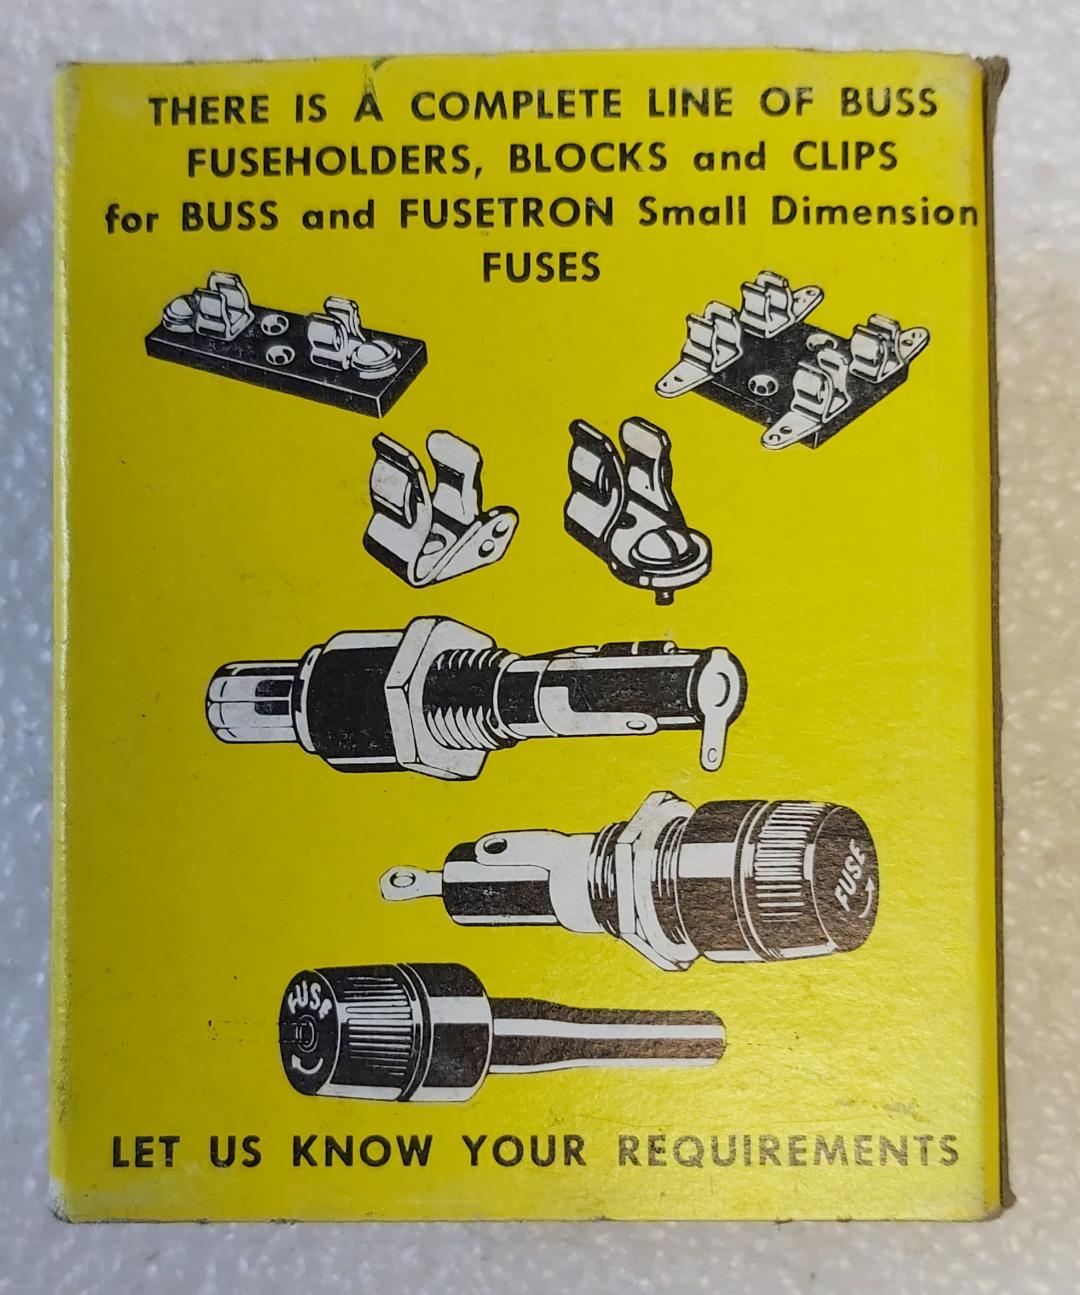 THERE IS A COMPLETE LINE OF BUSS
FUSEHOLDERS, BLOCKS and CLIPS
for BUSS and FUSETRON Small Dimension
FUSES
FUSE
FUSE
LET US KNOW YOUR REQUIREMENTS